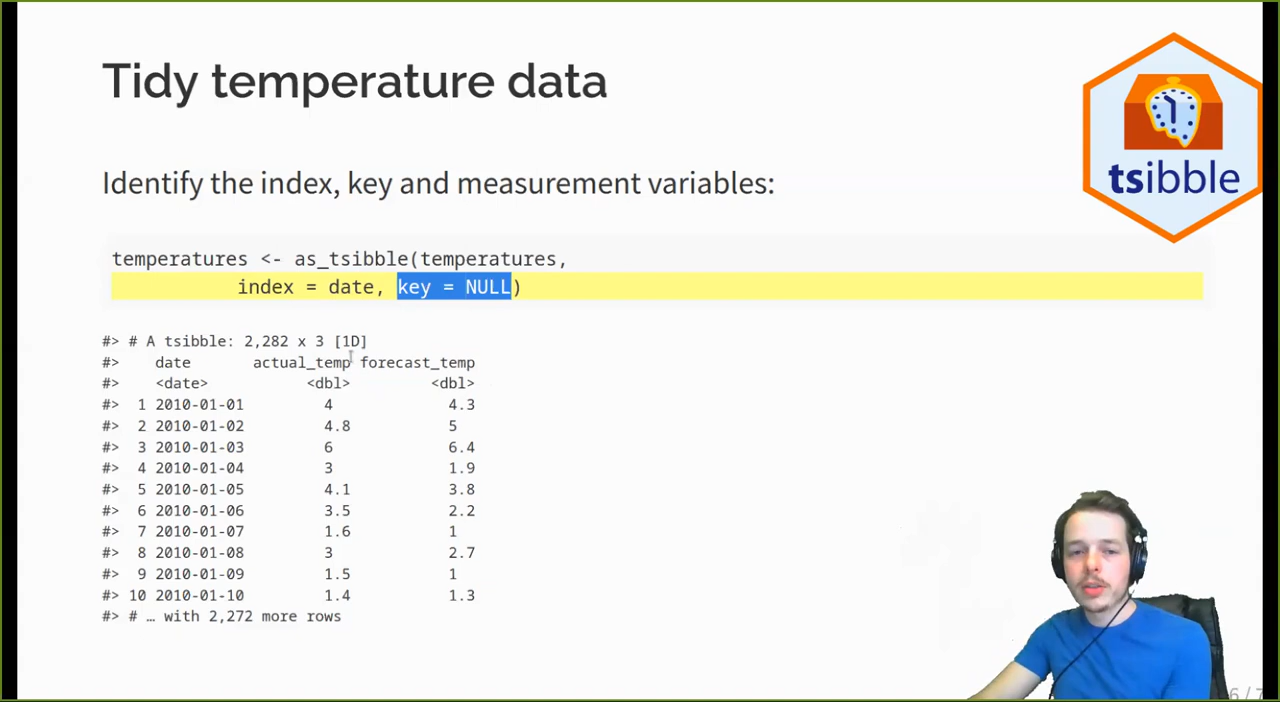 Tidy temperature data
tsibble
Identify the index, key and measurement variables:
temperatures <- as_tsibble(temperatures,
index = date, key = NULL)
#> # A tsibble: 2,282 x 3 [1D]
#> date actual_temp forecast_temp
#> <date> <dbl> <dbl>
#> 1 2010-01-01 4 4.3
#> 2 2010-01-02 4.8 5
#> 3 2010-01-03 6 6.4
#> 4 2010-01-04 3 1.9
#> 5 2010-01-05 4.1 3.8
#> 6 2010-01-06 3.5 2.2
#> 7 2010-01-07 1.6 1
#> 8 2010-01-08 3 2.7
#> 9 2010-01-09 1.5 1
#> 10 2010-01-10 1.4 1.3
#> # … with 2,272 more rows